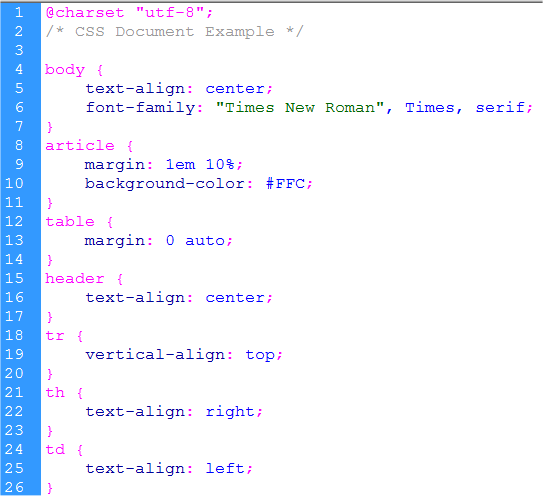 1 @charset "utf-8";
2 /* CSS Document Example */
3
4 body {
5     text-align: center;
6     font-family: "Times New Roman", Times, serif;
7 }
8 article {
9     margin: 1em 10%;
10     background-color: #FFC;
11 }
12 table {
13     margin: 0 auto;
14 }
15 header {
16     text-align: center;
17 }
18 tr {
19     vertical-align: top;
20 }
21 th {
22     text-align: right;
23 }
24 td {
25     text-align: left;
26 }